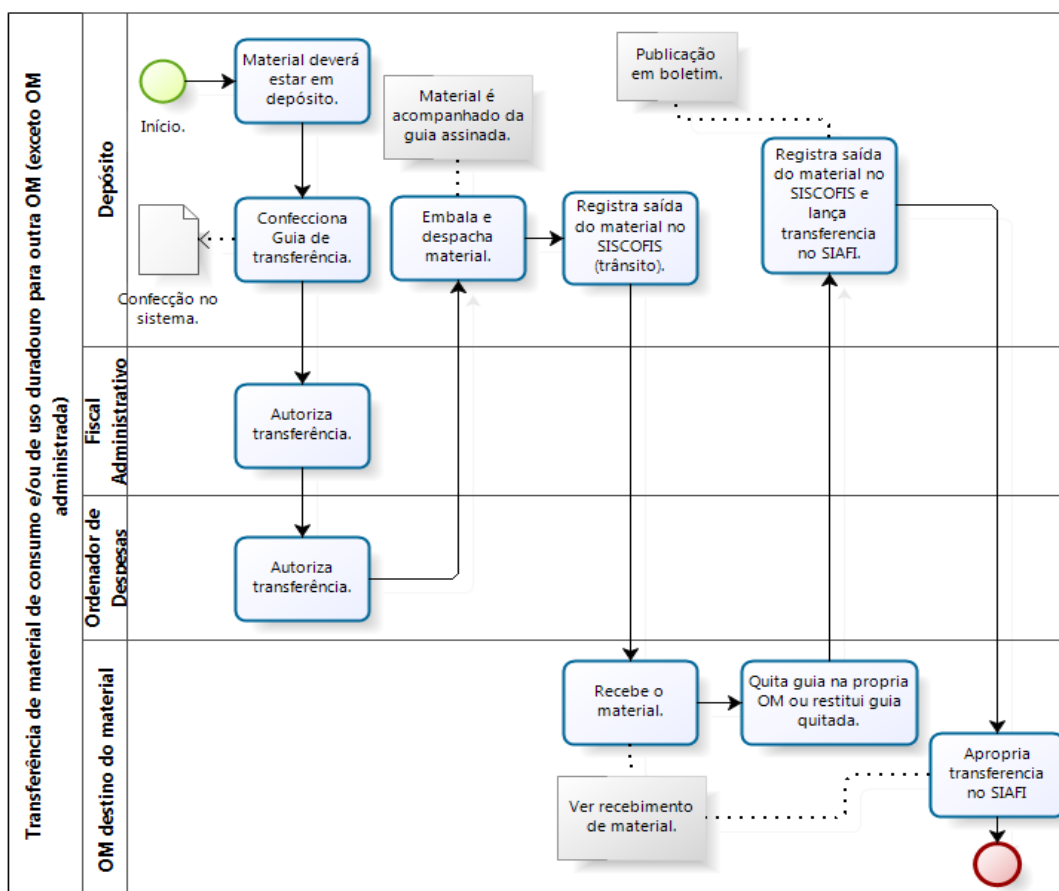 Transferência de material de consumo e/ou de uso duradouro para outra OM (exceto OM
administrada)
Depósito
Início.
Material deverá
estar em
depósito.
Confecciona
Guia de
transferência.
Confecção no
sistema.
Material é
acompanhado da
guia assinada.
Embala e
despacha
material.
Registra saída
do material no
SISCOFIS
(trânsito).
Publicação
em boletim.
Registra saída
do material no
SISCOFIS e
lança
transferencia
no SIAFI.
Fiscal
Administrativo
Autoriza
transferência.
Ordenador de
Despesas
Autoriza
transferência.
OM destino do material
Recebe o
material.
Quita guia na propria
OM ou restitui guia
quitada.
Ver recebimento
de material.
Apropria
transferencia
no SIAFI